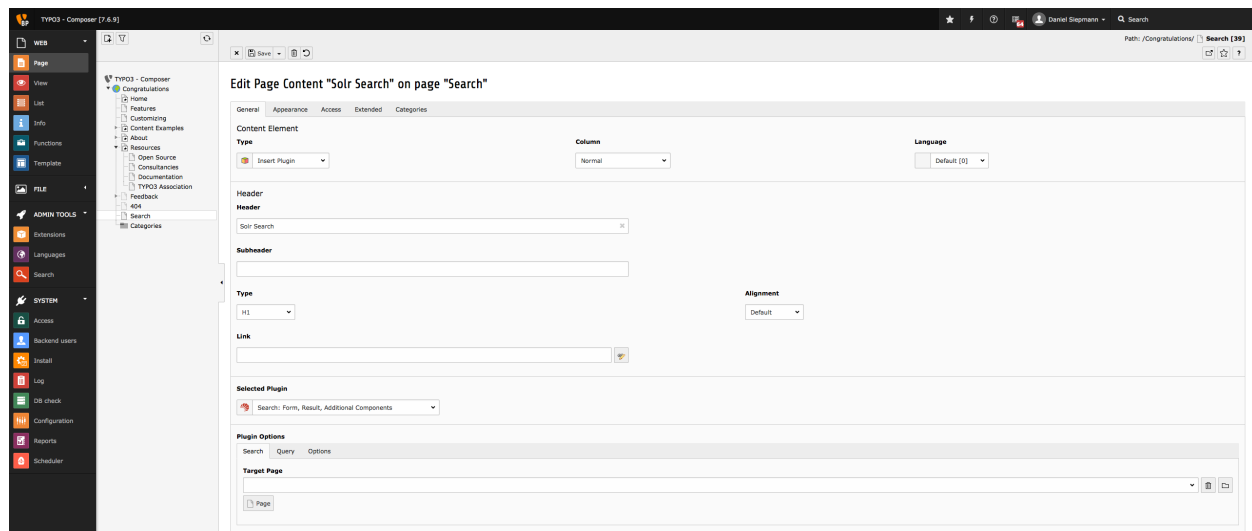 TYPO3 - Composer [7.6.9]
64
Daniel Siepmann
Search
WEB
Page
View
List
Info
Functions
Template
FILE
ADMIN TOOLS
Extensions
Languages
Search
SYSTEM
Access
Backend users
Install
Log
DB check
Configuration
Reports
Scheduler
TYPO3 - Composer
Congratulations
Home
Features
Customizing
Content Examples
About
Resources
Open Source
Consultancies
Documentation
TYPO3 Association
Feedback
404
Search
Categories
Path: /Congratulations/ Search [39]
Save
Edit Page Content "Solr Search" on page "Search"
General Appearance Access Extended Categories
Content Element
Type Column Language
Insert Plugin Normal Default [0]
Header
Header
Solr Search
Subheader
Type Alignment
H1 Default
Link
Selected Plugin
Search: Form, Result, Additional Components
Plugin Options
Search Query Options
Target Page
Page